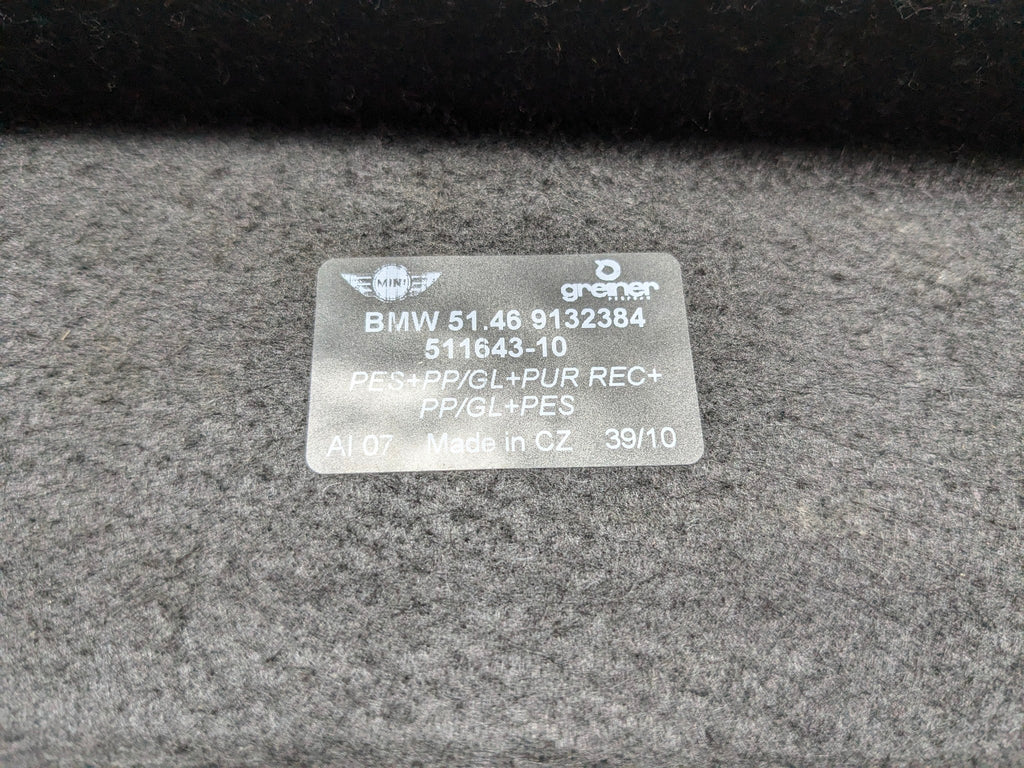 MINI greiner
BMW 51.46 9132384
511643-10
PES+PP/GL+PUR REC+
PP/GL+PES
AI 07 Made in CZ 39/10